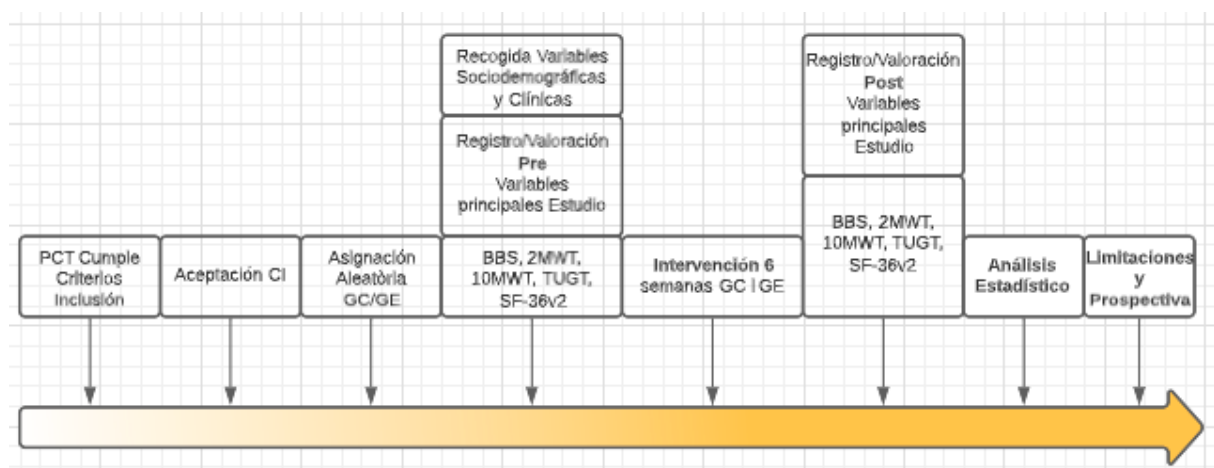 PCT Cumple
Criterios
Inclusión
Aceptación CI
Asignación
Aleatòria
GC/GE
Recogida Variables
Sociodemográficas
y Clínicas
Registro/Valoración
Pre
Variables
principales Estudio
BBS, 2MWT,
10MWT, TUGT,
SF-36v2
Intervención 6
semanas GC i GE
Registro/Valoración
Post
Variables
principales
Estudio
BBS, 2MWT,
10MWT, TUGT,
SF-36v2
Análisis
Estadístico
Limitaciones
y
Prospectiva